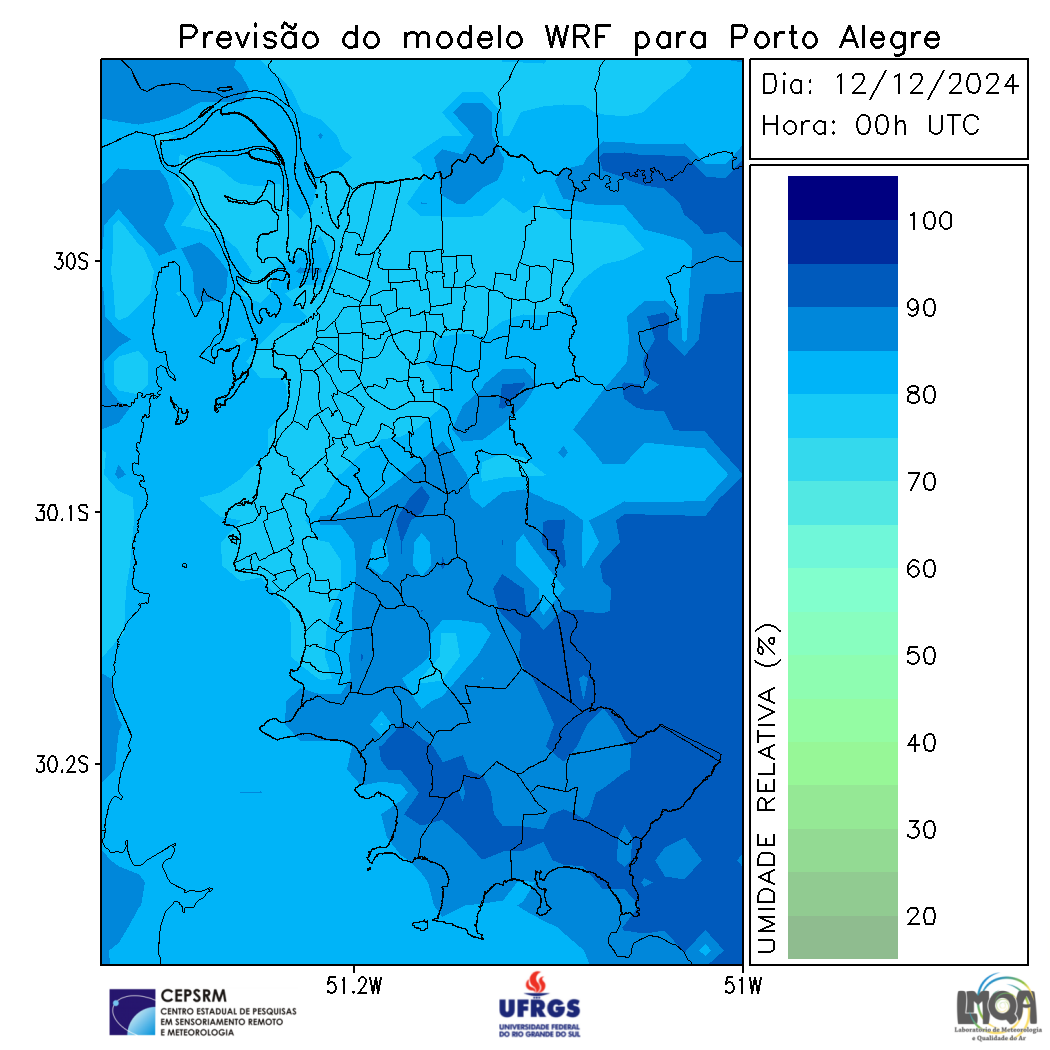 Previsão do modelo WRF para Porto Alegre
Dia: 12/12/2024
Hora: 00h UTC
100
90
80
70
60
50
40
30
20
UMIDADE RELATIVA (%)
30S
30.1S
30.2S
51.2W
51W
CEPSRM
CENTRO ESTADUAL DE PESQUISAS
EM SENSORIAMENTO REMOTO
E METEOROLOGIA
UFRGS
UNIVERSIDADE FEDERAL
DO RIO GRANDE DO SUL
LMQA
Laboratório de Meteorologia
e Qualidade do Ar